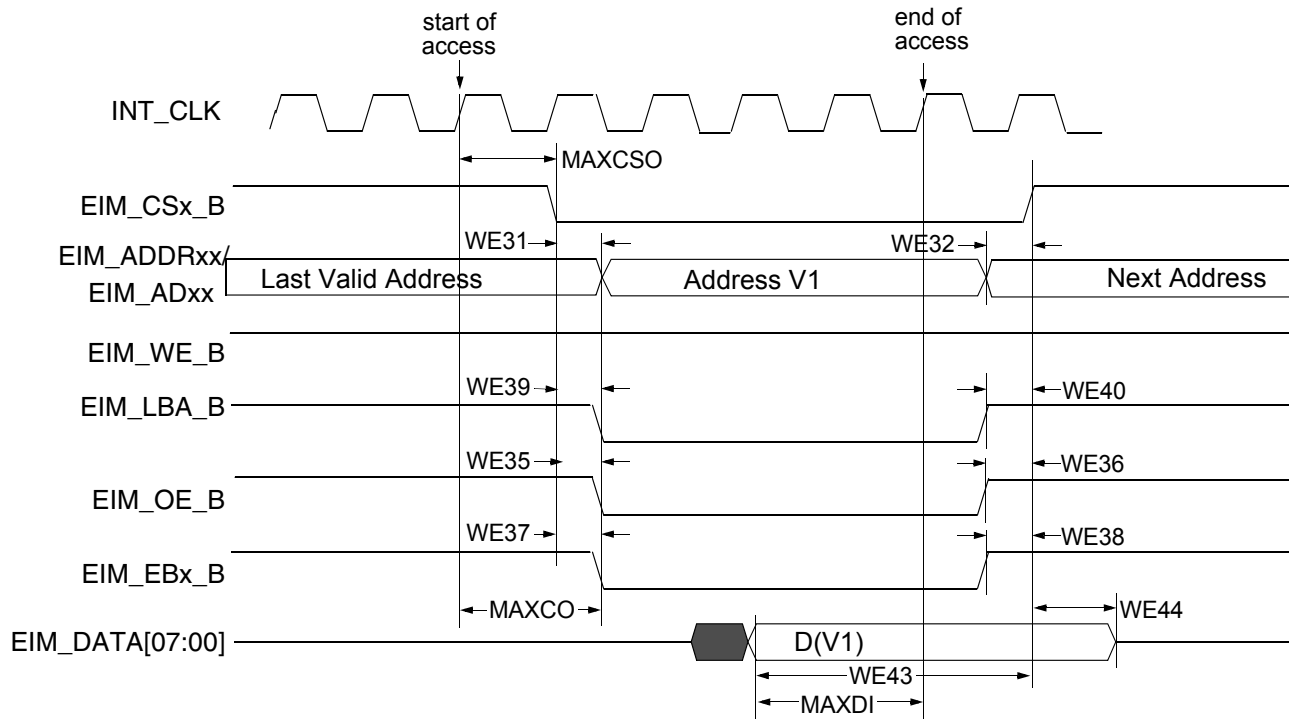 start of
access
end of
access
INT_CLK
MAXCSO
EIM_CSx_B
WE31
WE32
EIM_ADDRxx/
EIM_ADxx
Last Valid Address
Address V1
Next Address
EIM_WE_B
WE39
WE40
EIM_LBA_B
WE35
WE36
EIM_OE_B
WE37
WE38
EIM_EBx_B
MAXCO
WE44
EIM_DATA[07:00]
D(V1)
WE43
MAXDI